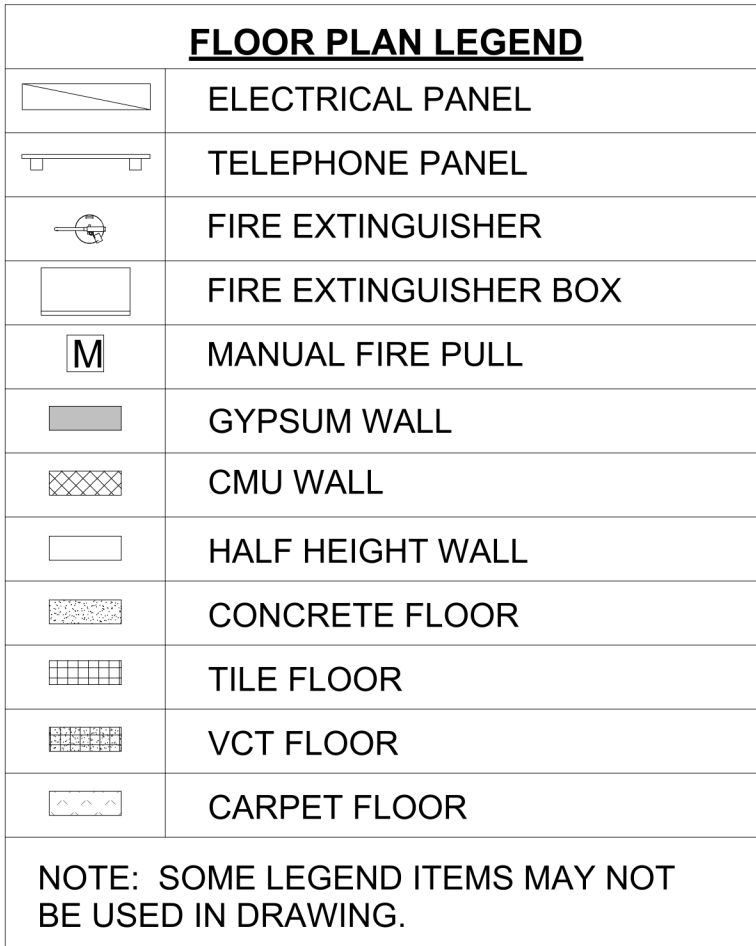 FLOOR PLAN LEGEND
ELECTRICAL PANEL
TELEPHONE PANEL
FIRE EXTINGUISHER
FIRE EXTINGUISHER BOX
M MANUAL FIRE PULL
GYPSUM WALL
CMU WALL
HALF HEIGHT WALL
CONCRETE FLOOR
TILE FLOOR
VCT FLOOR
CARPET FLOOR
NOTE: SOME LEGEND ITEMS MAY NOT
BE USED IN DRAWING.